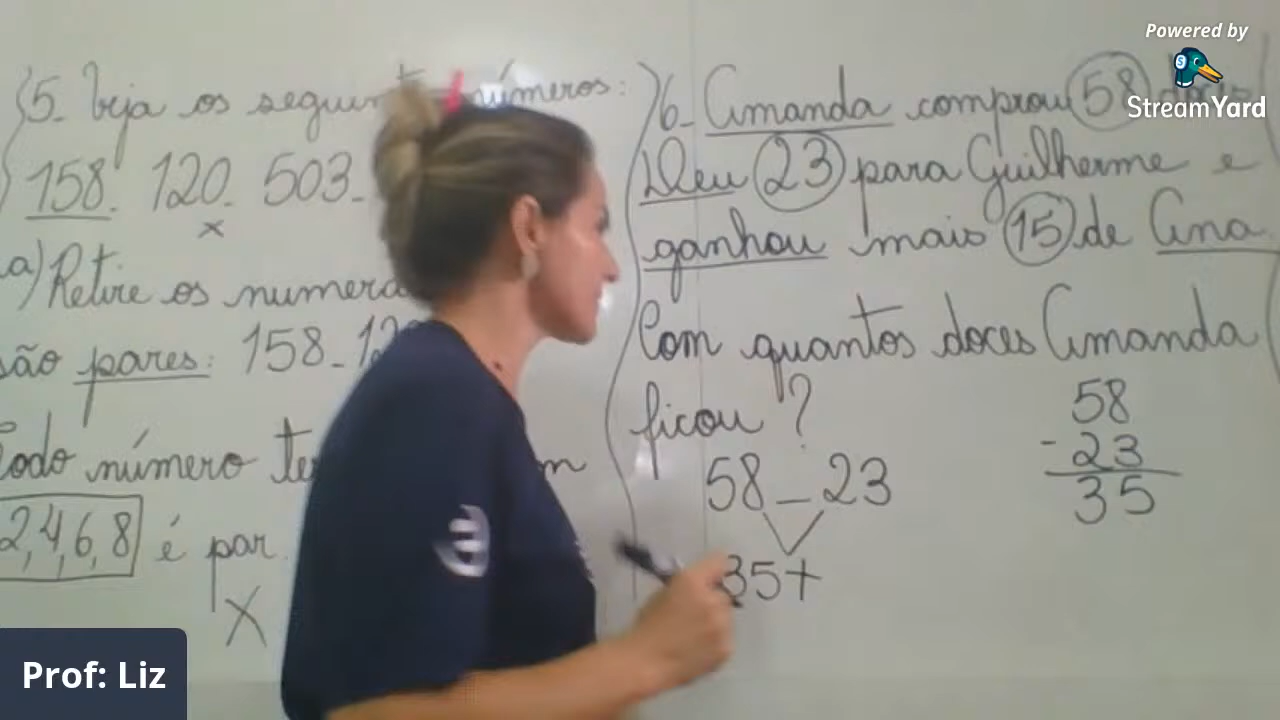 Powered by
StreamYard
5. Veja os seguint números:
158. 120. 503.
x
a) Retire os numera
são pares: 158-12
Todo número te
2,4,6,8 é par.
X
6- Amanda comprou 58
Deu 23 para Guilherme e
ganhou mais 15 de Ana.
Com quantos doces Amanda
ficou?
58 - 23
35+
58
- 23
35
Prof: Liz